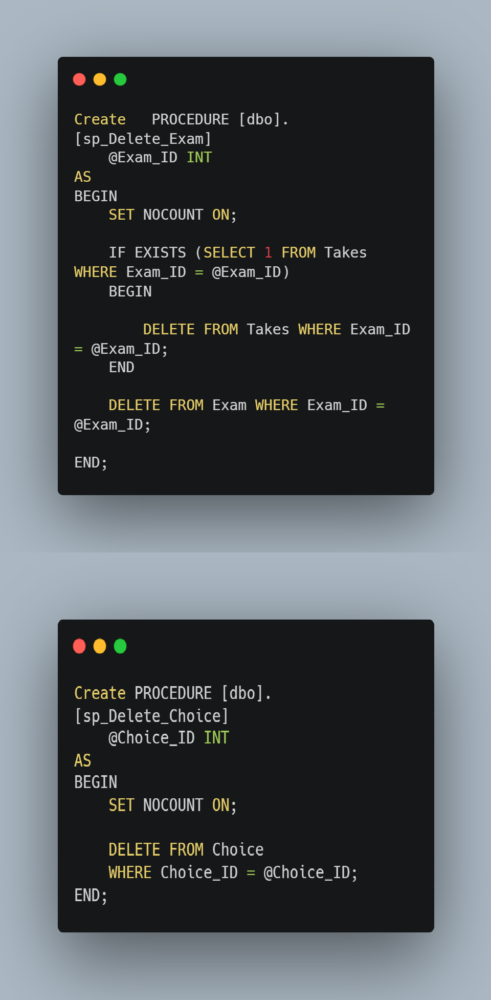 Create   PROCEDURE [dbo].
[sp_Delete_Exam]
    @Exam_ID INT
AS
BEGIN
    SET NOCOUNT ON;

    IF EXISTS (SELECT 1 FROM Takes
WHERE Exam_ID = @Exam_ID)
    BEGIN

        DELETE FROM Takes WHERE Exam_ID
= @Exam_ID;
    END

    DELETE FROM Exam WHERE Exam_ID =
@Exam_ID;

END;

Create PROCEDURE [dbo].
[sp_Delete_Choice]
    @Choice_ID INT
AS
BEGIN
    SET NOCOUNT ON;

    DELETE FROM Choice
    WHERE Choice_ID = @Choice_ID;
END;